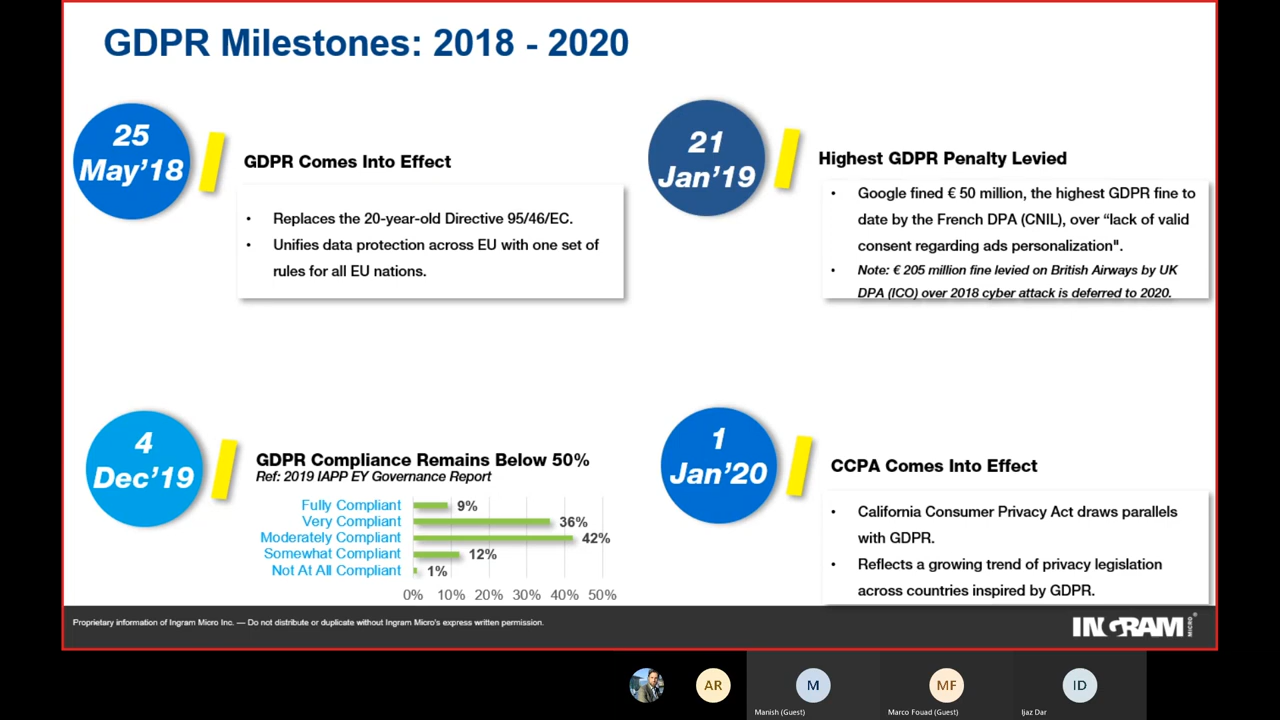 GDPR Milestones: 2018 - 2020
25
May’18
GDPR Comes Into Effect
• Replaces the 20-year-old Directive 95/46/EC.
• Unifies data protection across EU with one set of
rules for all EU nations.
21
Jan’19
Highest GDPR Penalty Levied
• Google fined € 50 million, the highest GDPR fine to
date by the French DPA (CNIL), over “lack of valid
consent regarding ads personalization".
• Note: € 205 million fine levied on British Airways by UK
DPA (ICO) over 2018 cyber attack is deferred to 2020.
4
Dec’19
GDPR Compliance Remains Below 50%
Ref: 2019 IAPP EY Governance Report
Fully Compliant 9%
Very Compliant 36%
Moderately Compliant 42%
Somewhat Compliant 12%
Not At All Compliant 1%
0% 10% 20% 30% 40% 50%
1
Jan’20
CCPA Comes Into Effect
• California Consumer Privacy Act draws parallels
with GDPR.
• Reflects a growing trend of privacy legislation
across countries inspired by GDPR.
Proprietary information of Ingram Micro Inc. — Do not distribute or duplicate without Ingram Micro's express written permission.
INGRAM MICRO®
AR
M
MF
ID
Manish (Guest)
Marco Fouad (Guest)
Ijaz Dar